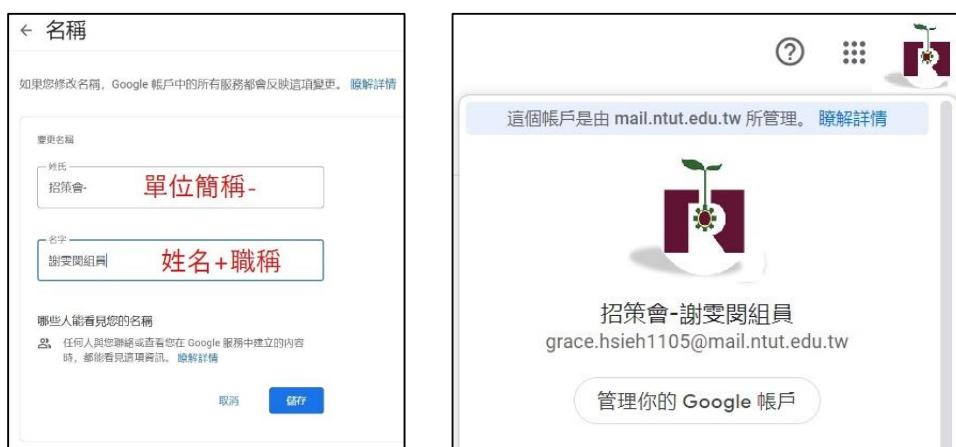 ← 名稱
如果您修改名稱，Google 帳戶中的所有服務都會反映這項變更。 瞭解詳情
變更名稱
姓氏
招策會- 單位簡稱-
名字
謝雯閔組員 姓名+職稱
哪些人能看見您的名稱
任何人與您聯絡或查看您在 Google 服務中建立的內容
時，都能看見這項資訊。 瞭解詳情
取消 儲存
這個帳戶是由 mail.ntut.edu.tw 所管理。 瞭解詳情
R
招策會-謝雯閔組員
grace.hsieh1105@mail.ntut.edu.tw
管理你的 Google 帳戶